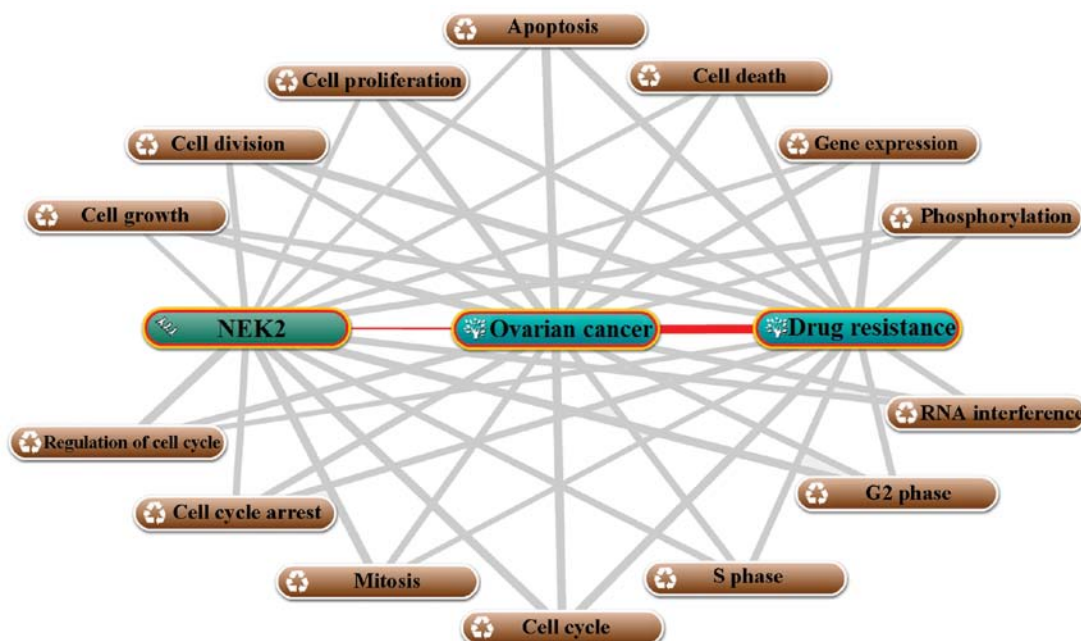 Apoptosis
Cell proliferation
Cell death
Cell division
Gene expression
Cell growth
Phosphorylation
NEK2
Ovarian cancer
Drug resistance
RNA interference
Regulation of cell cycle
G2 phase
Cell cycle arrest
Mitosis
S phase
Cell cycle